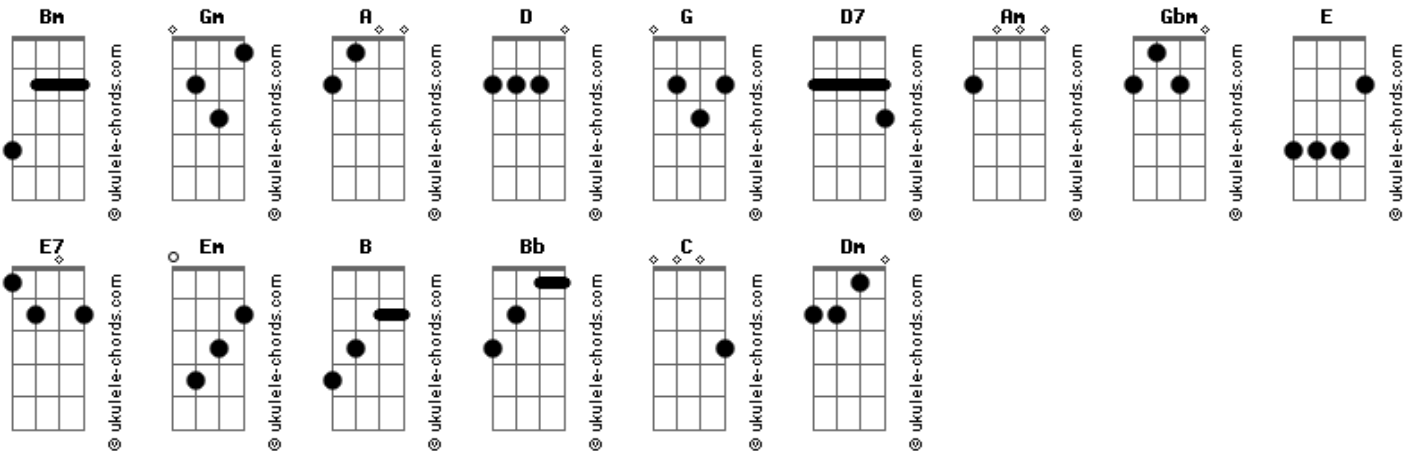 Bm Gm A D G D7 Am Gbm E
© ukulele-chords.com © ukulele-chords.com © ukulele-chords.com © ukulele-chords.com © ukulele-chords.com © ukulele-chords.com © ukulele-chords.com © ukulele-chords.com © ukulele-chords.com
E7 Em B Bb C Dm
© ukulele-chords.com © ukulele-chords.com © ukulele-chords.com © ukulele-chords.com © ukulele-chords.com © ukulele-chords.com